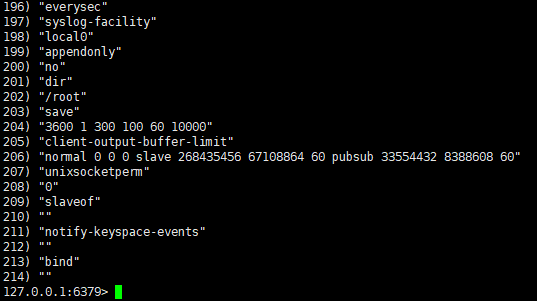 196) "everysec"
197) "syslog-facility"
198) "local0"
199) "appendonly"
200) "no"
201) "dir"
202) "/root"
203) "save"
204) "3600 1 300 100 60 10000"
205) "client-output-buffer-limit"
206) "normal 0 0 0 slave 268435456 67108864 60 pubsub 33554432 8388608 60"
207) "unixsocketperm"
208) "0"
209) "slaveof"
210) ""
211) "notify-keyspace-events"
212) ""
213) "bind"
214) ""
127.0.0.1:6379>